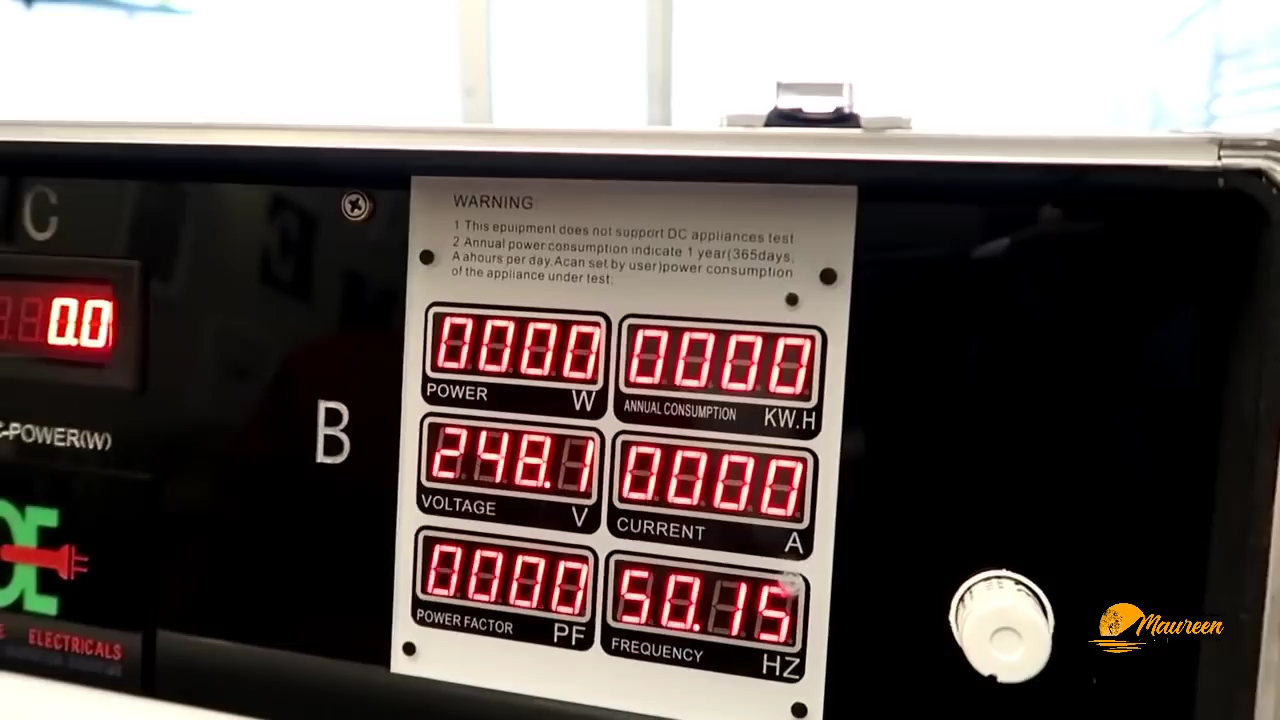 C
WARNING:
1 This epuipment does not support DC appliances test
2.Annual power consumption indicate 1 year(365days,
A ahours per day,Acan set by user)power consumption
of the appliance under test;
0.0
0000
POWER W
0000
ANNUAL CONSUMPTION KW.H
-POWER(W)
B
248.1
VOLTAGE V
0000
CURRENT A
0000
POWER FACTOR PF
50.15
FREQUENCY HZ
E
ELECTRICALS
Maureen